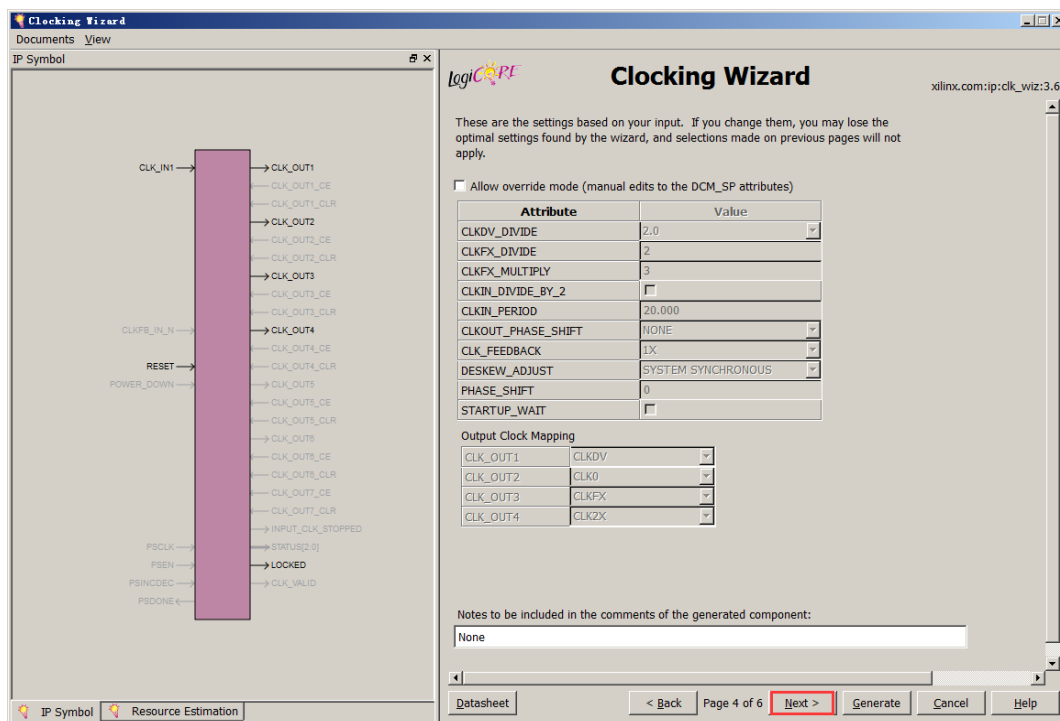 Clocking Wizard
Documents View
IP Symbol
CLK_IN1
CLKFB_IN_N
RESET
POWER_DOWN
PSCLK
PSEN
PSINCDEC
PSDONE
CLK_OUT1
CLK_OUT1_CE
CLK_OUT1_CLR
CLK_OUT2
CLK_OUT2_CE
CLK_OUT2_CLR
CLK_OUT3
CLK_OUT3_CE
CLK_OUT3_CLR
CLK_OUT4
CLK_OUT4_CE
CLK_OUT4_CLR
CLK_OUT5
CLK_OUT5_CE
CLK_OUT5_CLR
CLK_OUT6
CLK_OUT6_CE
CLK_OUT6_CLR
CLK_OUT7_CE
CLK_OUT7_CLR
INPUT_CLK_STOPPED
STATUS[2:0]
LOCKED
CLK_VALID
IP Symbol Resource Estimation
LogiCORE
Clocking Wizard
xilinx.com:ip:clk_wiz:3.6
These are the settings based on your input. If you change them, you may lose the
optimal settings found by the wizard, and selections made on previous pages will not
apply.
Allow override mode (manual edits to the DCM_SP attributes)
Attribute Value
CLKDV_DIVIDE 2.0
CLKFX_DIVIDE 2
CLKFX_MULTIPLY 3
CLKIN_DIVIDE_BY_2
CLKIN_PERIOD 20.000
CLKOUT_PHASE_SHIFT NONE
CLK_FEEDBACK 1X
DESKEW_ADJUST SYSTEM SYNCHRONOUS
PHASE_SHIFT 0
STARTUP_WAIT
Output Clock Mapping
CLK_OUT1 CLKDV
CLK_OUT2 CLK0
CLK_OUT3 CLKFX
CLK_OUT4 CLK2X
Notes to be included in the comments of the generated component:
None
Datasheet < Back Page 4 of 6 Next > Generate Cancel Help